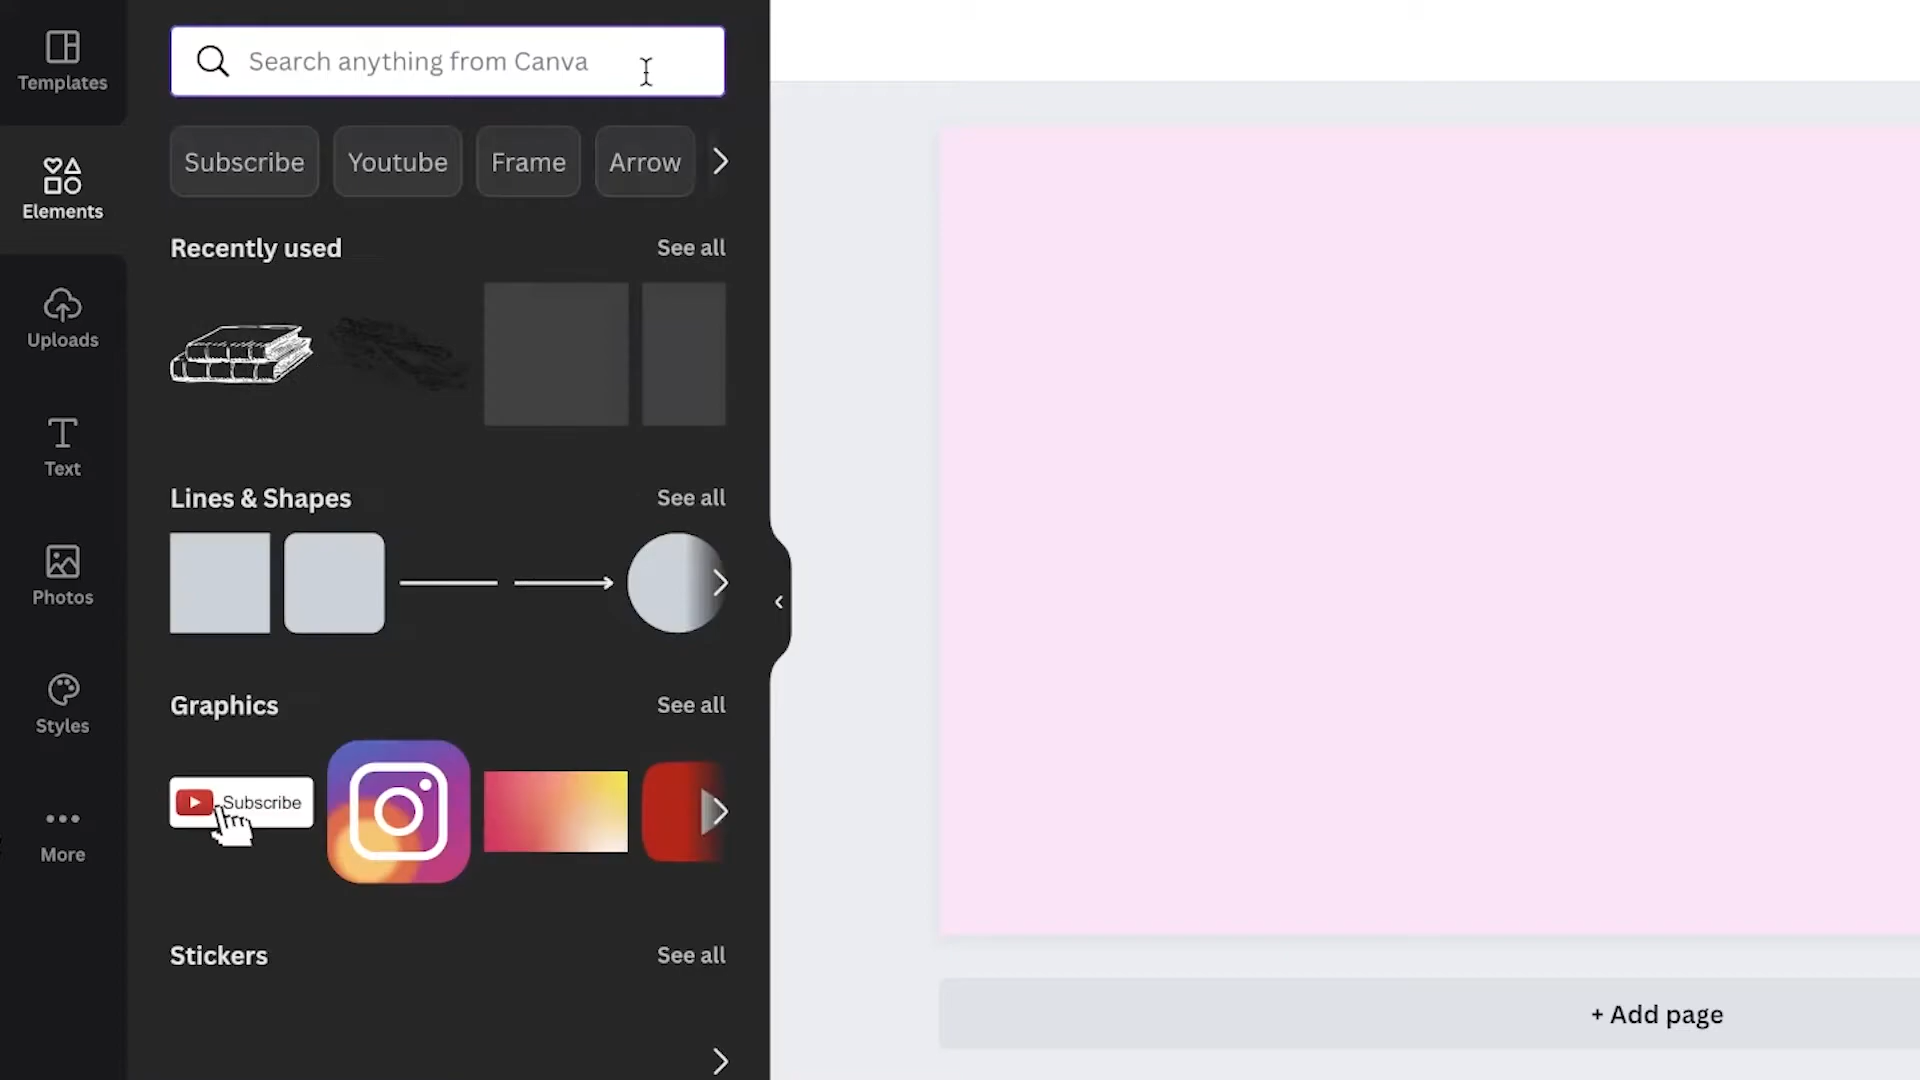 Templates
Elements
Uploads
Text
Photos
Styles
More
Search anything from Canva
Subscribe Youtube Frame Arrow
Recently used See all
Lines & Shapes See all
Graphics See all
Subscribe
Stickers See all
+ Add page